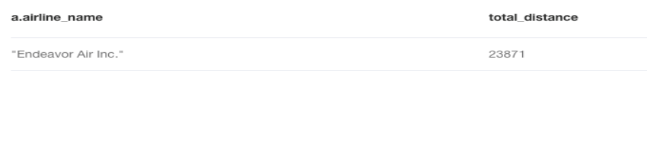 a.airline_name total_distance
"Endeavor Air Inc." 23871